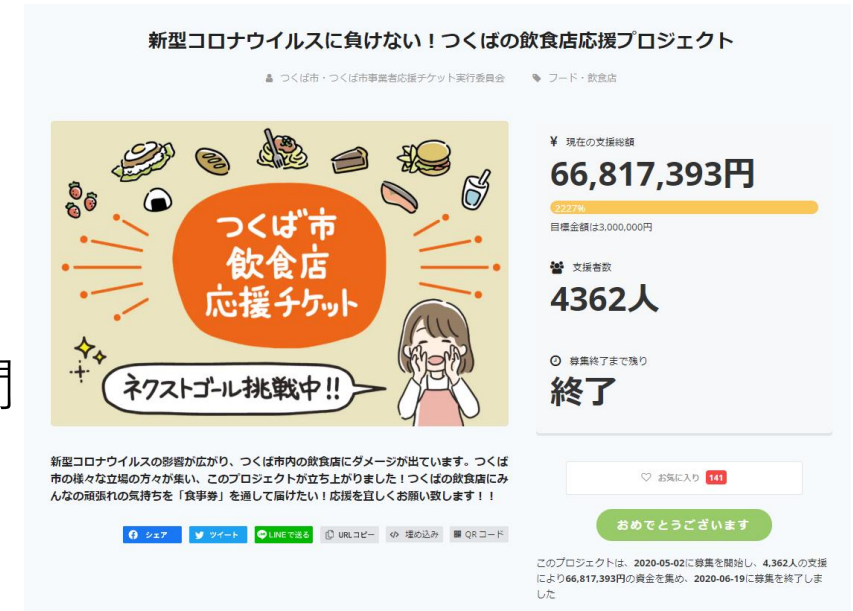 新型コロナウイルスに負けない！つくばの飲食店応援プロジェクト
つくば市・つくば市事業者応援チケット実行委員会
フード・飲食店
つくば市
飲食店
応援チケット
ネクストゴール挑戦中!!
¥ 現在の支援総額
66,817,393円
2227%
目標金額は3,000,000円
支援者数
4362人
募集終了まで残り
終了
新型コロナウイルスの影響が広がり、つくば市内の飲食店にダメージが出ています。つくば
市の様々な立場の方々が集い、このプロジェクトが立ち上がりました！つくばの飲食店にみ
んなの頑張れの気持ちを「食事券」を通して届けたい！応援を宜しくお願い致します！！
シェア
ツイート
LINEで送る
URLコピー
埋め込み
QRコード
お気に入り 141
おめでとうございます
このプロジェクトは、2020-05-02に募集を開始し、4,362人の支援
により66,817,393円の資金を集め、2020-06-19に募集を終了しま
した